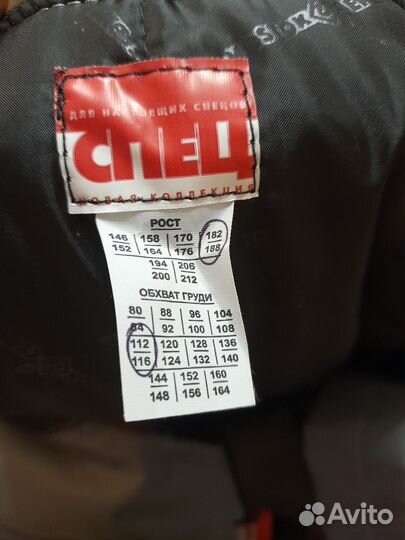 ДЛЯ НАСТОЯЩИХ СПЕЦОВ
СПЕЦ
НОВАЯ КОЛЛЕКЦИЯ
РОСТ
146 158 170 182
152 164 176 188
194 206
200 212
ОБХВАТ ГРУДИ
80 88 96 104
84 92 100 108
112 120 128 136
116 124 132 140
144 152 160
148 156 164
Avito